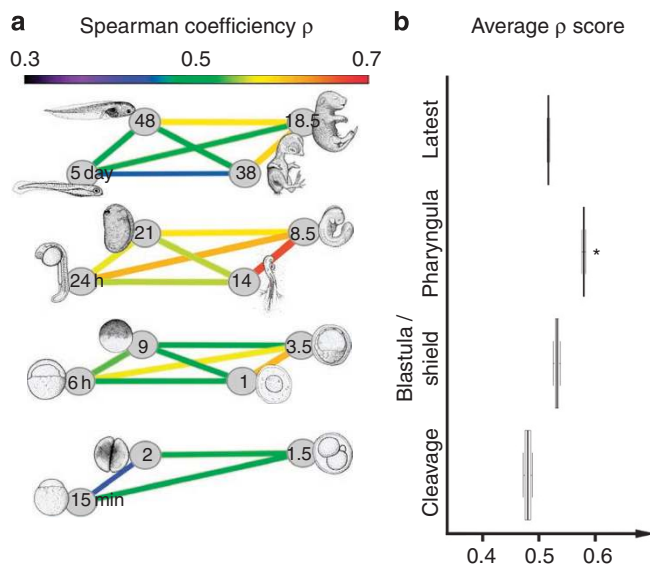 a Spearman coefficiency ρ
0.3 0.5 0.7
48 18.5
5 day 38
21 8.5
24 h 14
9 3.5
6 h 1
2 1.5
15 min
b Average ρ score
Latest
Pharyngula
*
Blastula /
shield
Cleavage
0.4 0.5 0.6